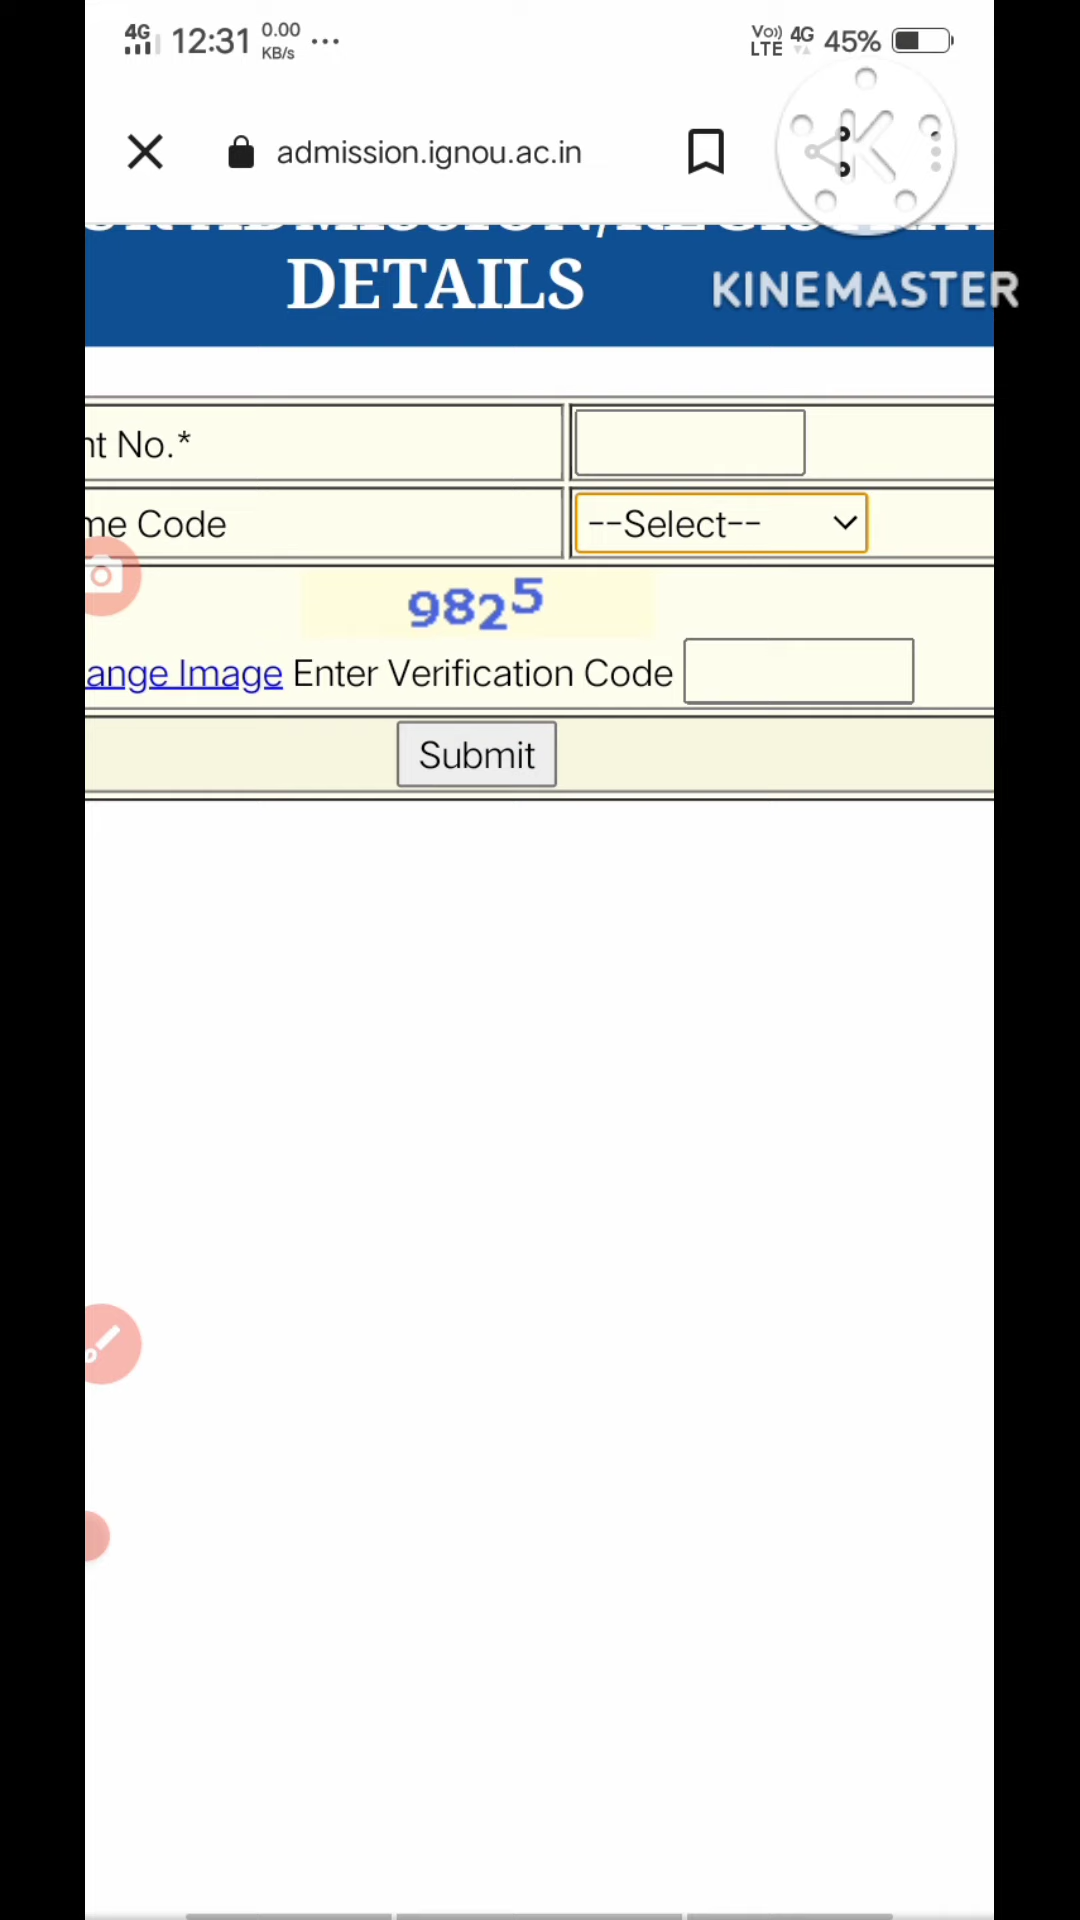 4G 12:31 0.00 KB/s ... Vo)) LTE 4G 45%
admission.ignou.ac.in
DETAILS KINEMASTER
nt No.*
me Code --Select--
9825
ange Image Enter Verification Code
Submit